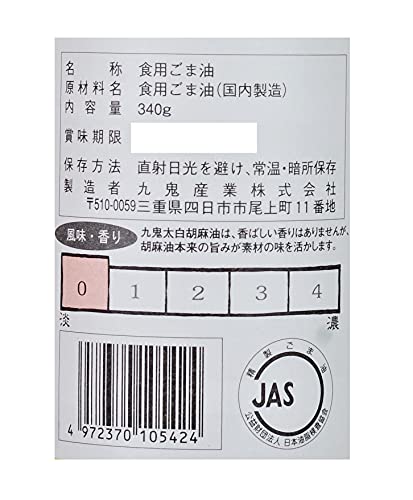 名　　称　食用ごま油
原材料名　食用ごま油(国内製造)
内 容 量　340g
賞味期限
保存方法　直射日光を避け、常温・暗所保存
製 造 者　九鬼産業株式会社
〒510-0059 三重県四日市市尾上町11番地
風味・香り　九鬼太白胡麻油は、香ばしい香りはありませんが、
胡麻油本来の旨みが素材の味を活かします。
0 1 2 3 4
淡　濃
精製ごま油
JAS
公益財団法人 日本油脂検査協会
4 972370 105424